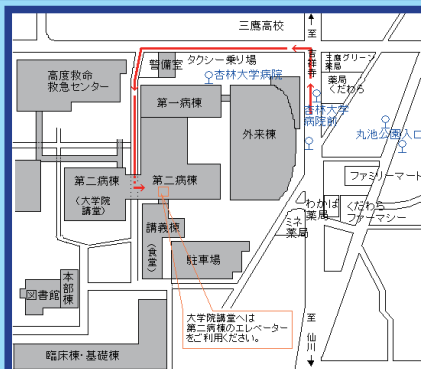 三鷹高校
至
吉祥寺
警備室
タクシー乗り場
三鷹グリーン
薬局
高度救命
救急センター
杏林大学病院
薬局
くだわら
第一病棟
外来棟
杏林大学
病院前
丸池公園入口
第二病棟
〈大学院
講堂〉
第二病棟
ファミリーマート
わかば
薬局
くだわら
ファーマシー
ミネ
薬局
講義棟
〈食堂〉
駐車場
本部棟
図書館
大学院講堂へは
第二病棟のエレベーター
をご利用ください。
至
仙川
臨床棟・基礎棟